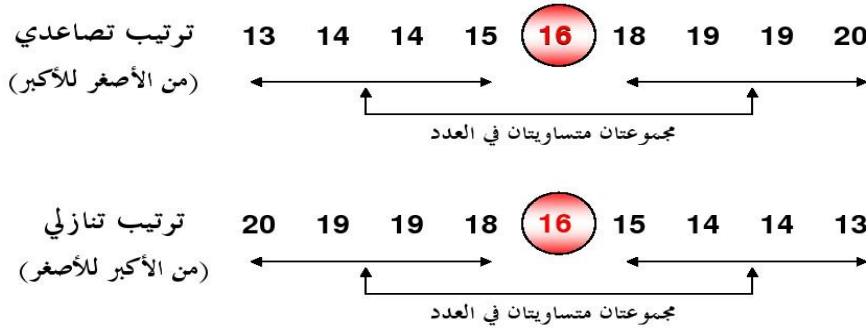 ترتيب تصاعدي 13 14 14 15 16 18 19 19 20
(من الأصغر للأكبر)
مجموعتان متساويتان في العدد
ترتيب تنازلي 20 19 19 18 16 15 14 14 13
(من الأكبر للأصغر)
مجموعتان متساويتان في العدد